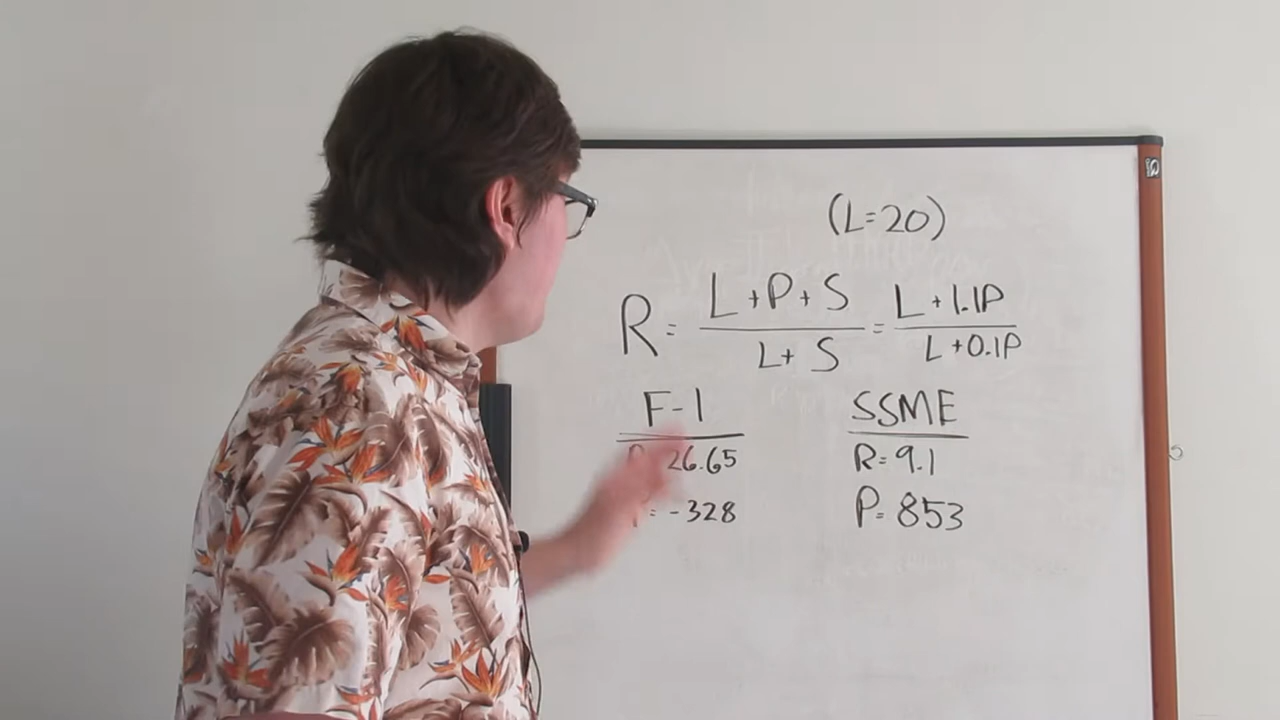 (L=20)
R = L+P+S / L+S = L+1.1P / L+0.1P
F-1
26.65
= -328
SSME
R=9.1
P=853